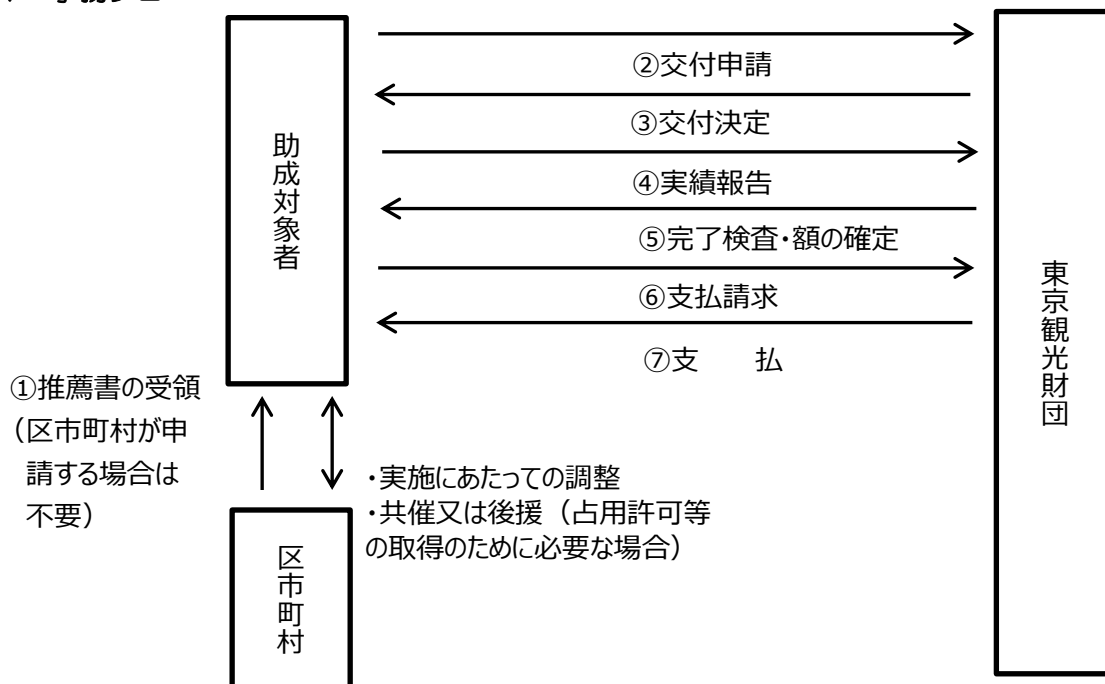 ②交付申請
③交付決定
④実績報告
⑤完了検査・額の確定
⑥支払請求
⑦支　　払
助成対象者
東京観光財団
①推薦書の受領
（区市町村が申
請する場合は
不要）
・実施にあたっての調整
・共催又は後援（占用許可等
の取得のために必要な場合）
区市町村